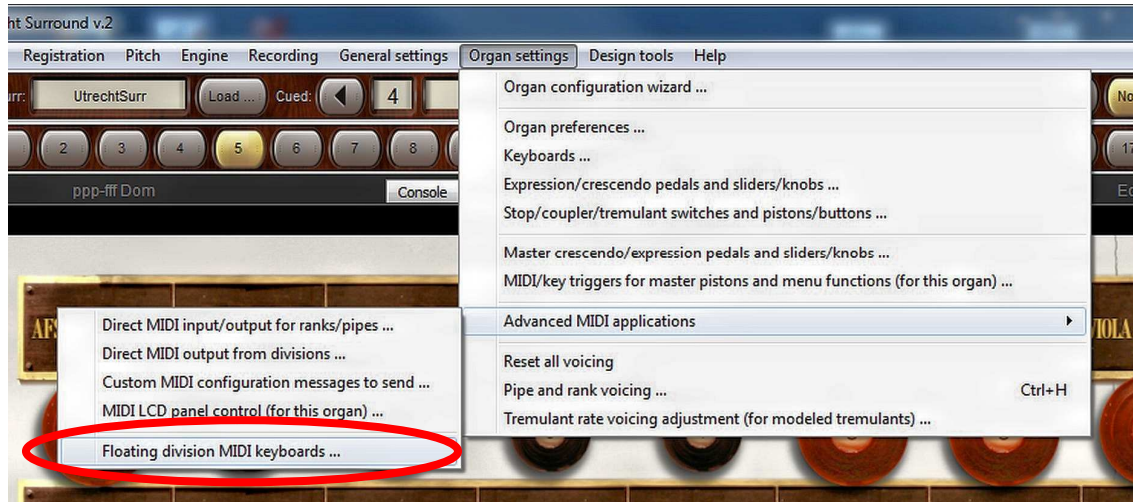 ht Surround v.2
Registration Pitch Engine Recording General settings Organ settings Design tools Help
urr: UtrechtSurr Load ... Cued: 4 No
2 3 4 5 6 7 8 17
ppp-fff Dom Console Ed
Organ configuration wizard ...
Organ preferences ...
Keyboards ...
Expression/crescendo pedals and sliders/knobs ...
Stop/coupler/tremulant switches and pistons/buttons ...
Master crescendo/expression pedals and sliders/knobs ...
MIDI/key triggers for master pistons and menu functions (for this organ) ...
Advanced MIDI applications
Reset all voicing
Pipe and rank voicing ... Ctrl+H
Tremulant rate voicing adjustment (for modeled tremulants) ...
AFS
VIOLA
Direct MIDI input/output for ranks/pipes ...
Direct MIDI output from divisions ...
Custom MIDI configuration messages to send ...
MIDI LCD panel control (for this organ) ...
Floating division MIDI keyboards ...